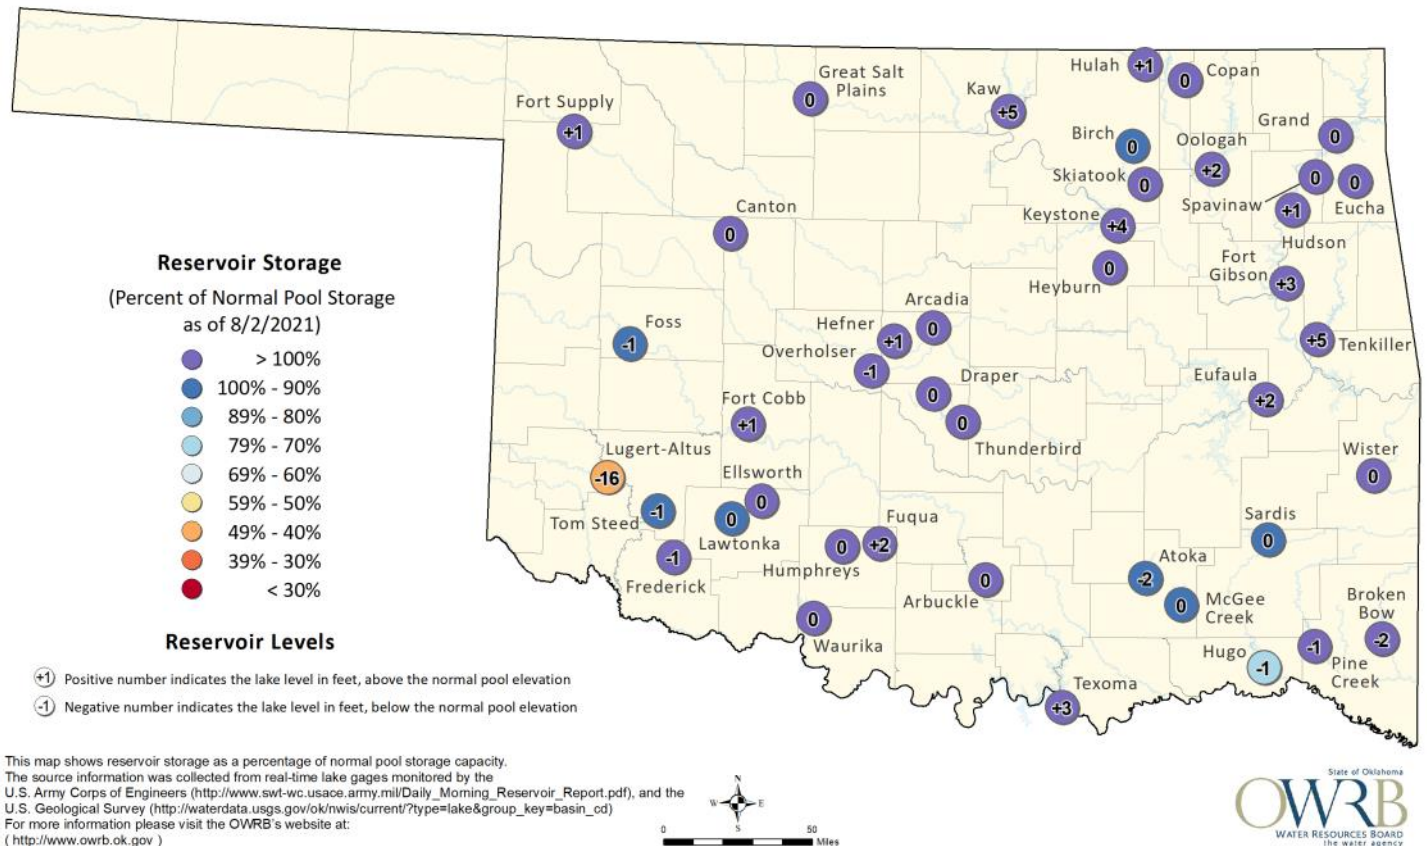 Hulah
+1
0
Copan
Great Salt
Plains
0
Kaw
+5
Fort Supply
+1
Grand
0
Birch
0
Oologah
+2
Skiatook
0
0
0
Spavinaw
Eucha
+1
Hudson
Canton
0
Keystone
+4
Heyburn
0
Fort
Gibson
+3
Reservoir Storage
(Percent of Normal Pool Storage
as of 8/2/2021)
> 100%
100% - 90%
89% - 80%
79% - 70%
69% - 60%
59% - 50%
49% - 40%
39% - 30%
< 30%
Foss
-1
Arcadia
0
Hefner
+1
Overholser
-1
+5
Tenkiller
Draper
0
Eufaula
+2
Fort Cobb
+1
0
Thunderbird
Lugert-Altus
-16
Ellsworth
0
Wister
0
Tom Steed
-1
0
Lawtonka
Fuqua
+2
0
Humphreys
Sardis
0
-1
Frederick
Atoka
-2
0
Arbuckle
0
McGee
Creek
Broken
Bow
-2
0
Waurika
Hugo
-1
-1
Pine
Creek
Texoma
+3
Reservoir Levels
+1 Positive number indicates the lake level in feet, above the normal pool elevation
-1 Negative number indicates the lake level in feet, below the normal pool elevation
This map shows reservoir storage as a percentage of normal pool storage capacity.
The source information was collected from real-time lake gages monitored by the
U.S. Army Corps of Engineers (http://www.swt-wc.usace.army.mil/Daily_Morning_Reservoir_Report.pdf), and the
U.S. Geological Survey (http://waterdata.usgs.gov/ok/nwis/current/?type=lake&group_key=basin_cd)
For more information please visit the OWRB's website at:
( http://www.owrb.ok.gov )
N
W E
S
0 50
Miles
State of Oklahoma
OWRB
WATER RESOURCES BOARD
the water agency